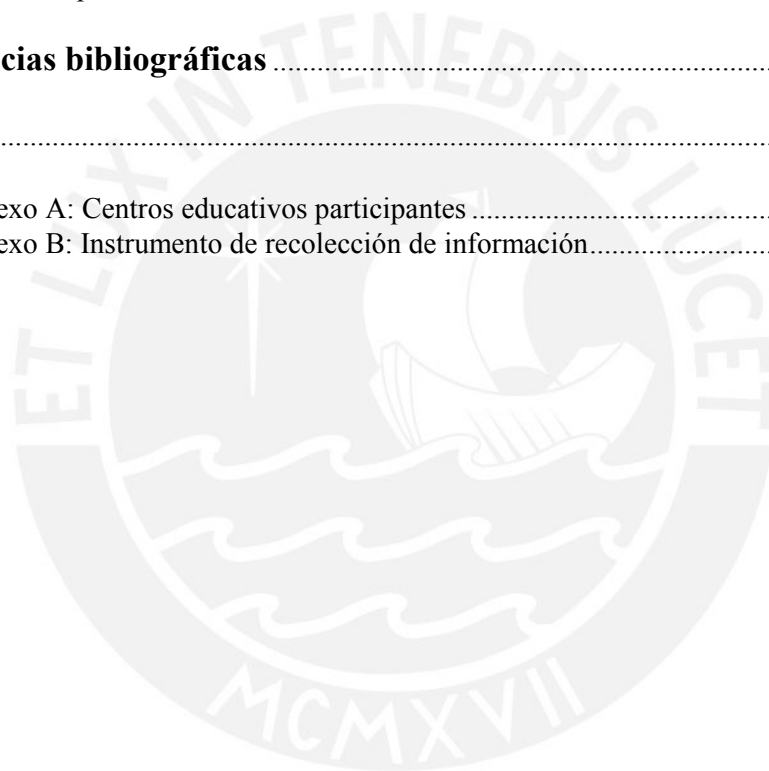 cias bibliográficas ....................................................................
....................................................................................................
exo A: Centros educativos participantes .........................................
exo B: Instrumento de recolección de información.........................
ET LUX IN TENEBRIS LUCET
MCMXVII